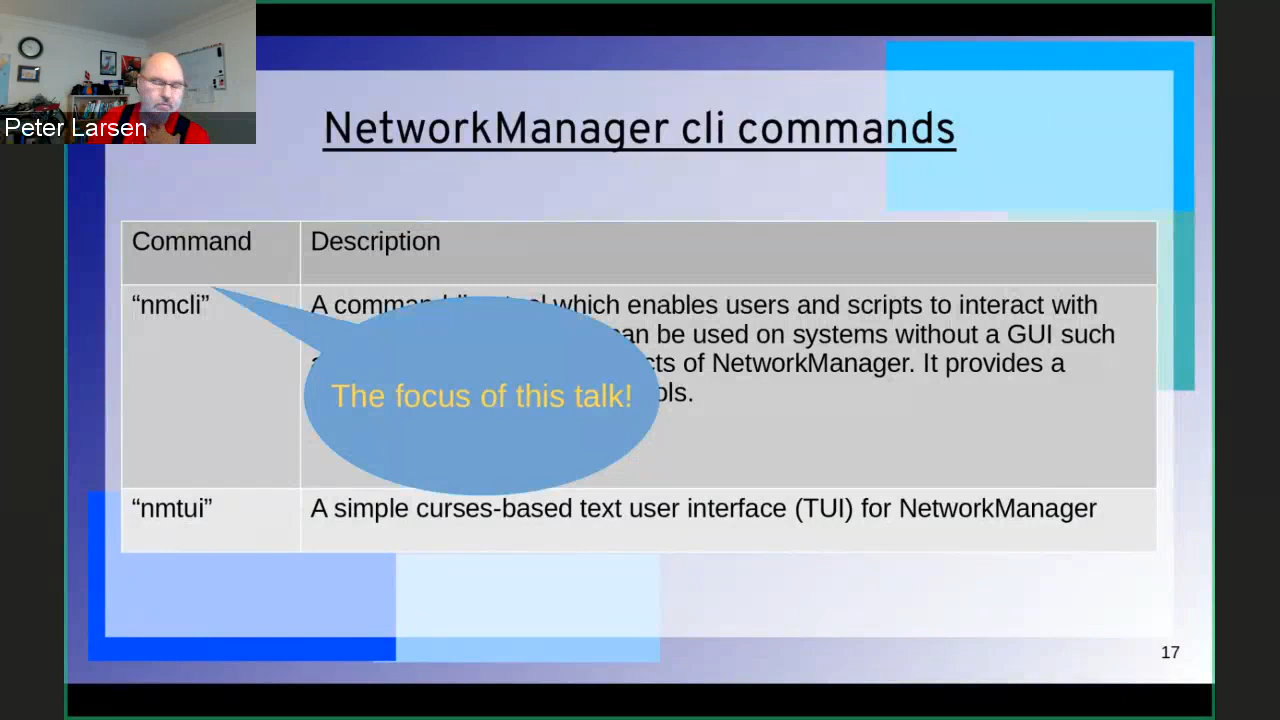 Peter Larsen
NetworkManager cli commands
Command
Description
“nmcli”
A command which enables users and scripts to interact with
can be used on systems without a GUI such
of NetworkManager. It provides a
The focus of this talk!
“nmtui”
A simple curses-based text user interface (TUI) for NetworkManager
17